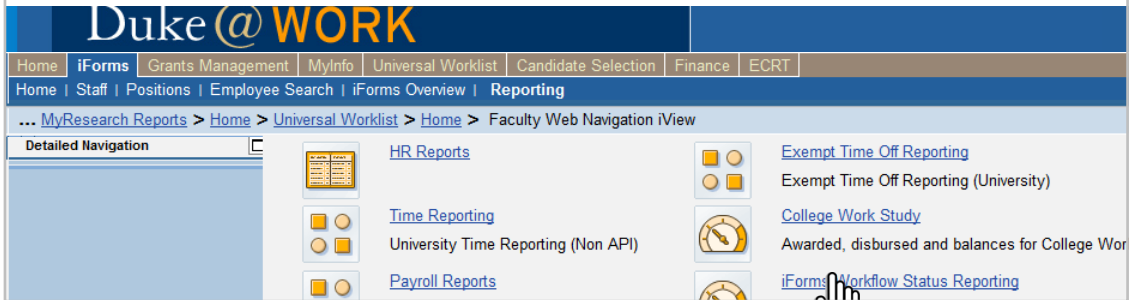 Duke@WORK
Home | iForms | Grants Management | MyInfo | Universal Worklist | Candidate Selection | Finance | ECRT
Home | Staff | Positions | Employee Search | iForms Overview | Reporting
... MyResearch Reports > Home > Universal Worklist > Home > Faculty Web Navigation iView
Detailed Navigation
HR Reports
Exempt Time Off Reporting
Exempt Time Off Reporting (University)
Time Reporting
University Time Reporting (Non API)
College Work Study
Awarded, disbursed and balances for College Wor
Payroll Reports
iForms Workflow Status Reporting